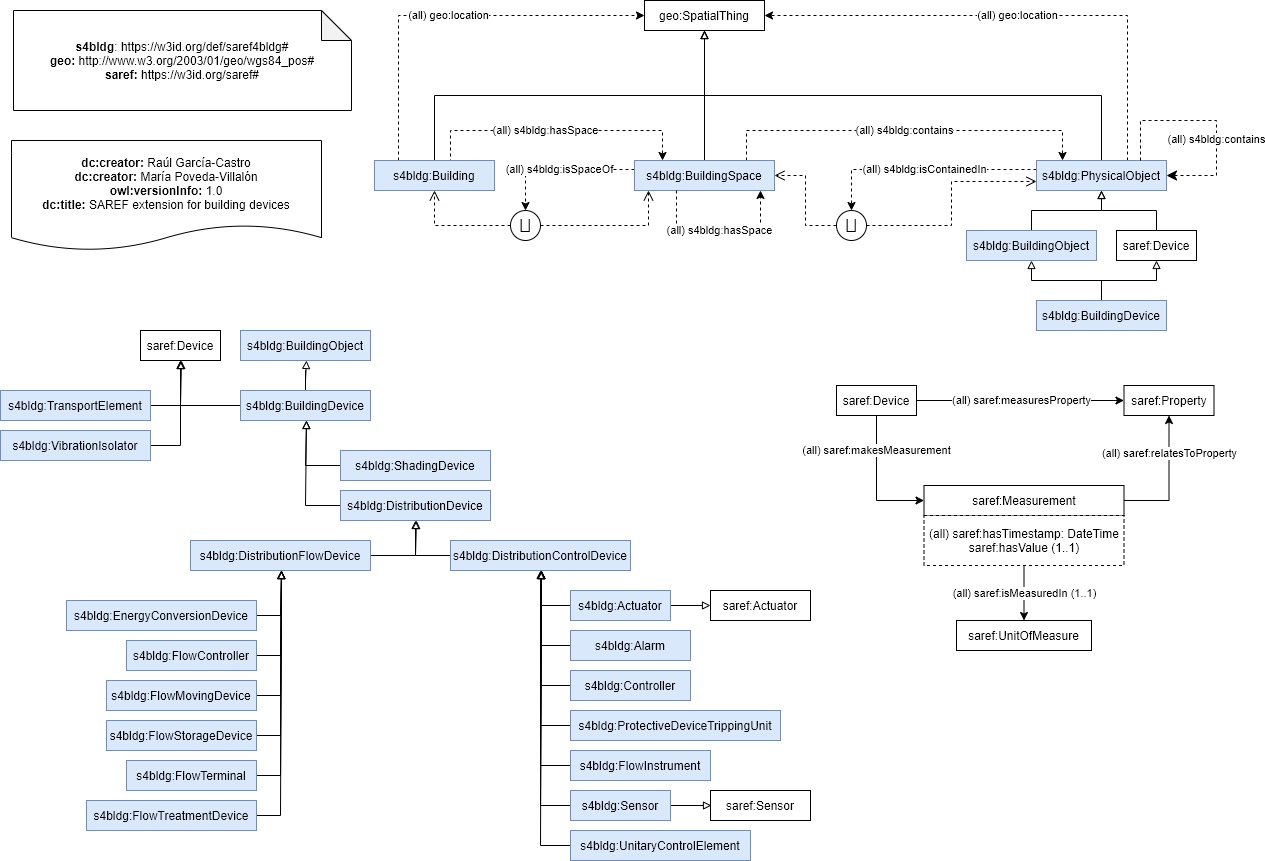 s4bldg: https://w3id.org/def/saref4bldg#
geo: http://www.w3.org/2003/01/geo/wgs84_pos#
saref: https://w3id.org/saref#
dc:creator: Raúl García-Castro
dc:creator: María Poveda-Villalón
owl:versionInfo: 1.0
dc:title: SAREF extension for building devices
(all) geo:location
geo:SpatialThing
(all) geo:location
(all) s4bldg:hasSpace
(all) s4bldg:contains
(all) s4bldg:contains
s4bldg:Building
(all) s4bldg:isSpaceOf
s4bldg:BuildingSpace
(all) s4bldg:isContainedIn
s4bldg:PhysicalObject
(all) s4bldg:hasSpace
s4bldg:BuildingObject
saref:Device
s4bldg:BuildingDevice
saref:Device
s4bldg:BuildingObject
s4bldg:TransportElement
s4bldg:BuildingDevice
s4bldg:VibrationIsolator
s4bldg:ShadingDevice
s4bldg:DistributionDevice
s4bldg:DistributionFlowDevice
s4bldg:DistributionControlDevice
s4bldg:EnergyConversionDevice
s4bldg:FlowController
s4bldg:FlowMovingDevice
s4bldg:FlowStorageDevice
s4bldg:FlowTerminal
s4bldg:FlowTreatmentDevice
s4bldg:Actuator
saref:Actuator
s4bldg:Alarm
s4bldg:Controller
s4bldg:ProtectiveDeviceTrippingUnit
s4bldg:FlowInstrument
s4bldg:Sensor
saref:Sensor
s4bldg:UnitaryControlElement
saref:Device
(all) saref:measuresProperty
saref:Property
(all) saref:makesMeasurement
(all) saref:relatesToProperty
saref:Measurement
(all) saref:hasTimestamp: DateTime
saref:hasValue (1..1)
(all) saref:isMeasuredIn (1..1)
saref:UnitOfMeasure